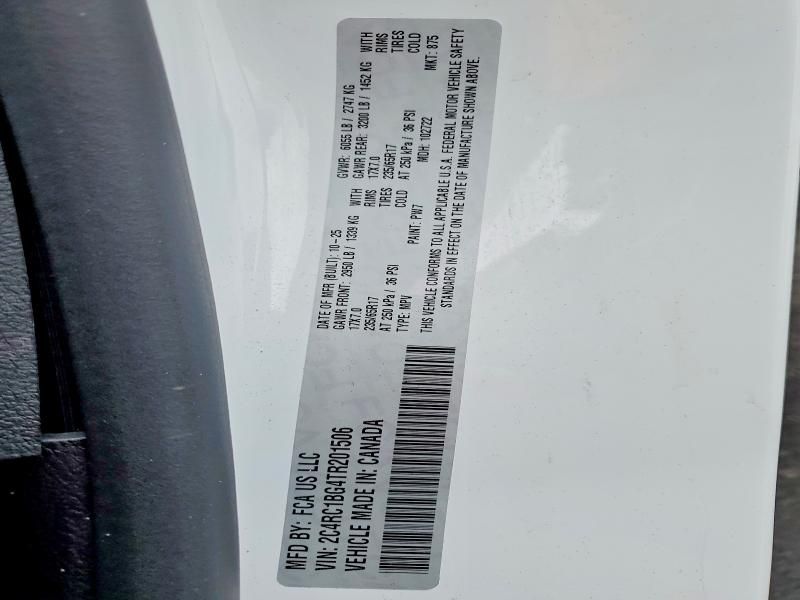 MFD BY: FCA US LLC
VIN: 2C4RC1BG4TR201506
VEHICLE MADE IN: CANADA
DATE OF MFR (BUILT): 10-25
GAWR FRONT: 2950 LB / 1339 KG WITH
17X7.0 RIMS
235/65R17 TIRES
AT 250 kPa / 36 PSI COLD
TYPE: MPV PAINT: PW7
GVWR: 6055 LB / 2747 KG
GAWR REAR: 3200 LB / 1452 KG WITH
17X7.0 RIMS
235/65R17 TIRES
AT 250 kPa / 36 PSI COLD
MDH: 102722 MKT: 875
THIS VEHICLE CONFORMS TO ALL APPLICABLE U.S.A. FEDERAL MOTOR VEHICLE SAFETY
STANDARDS IN EFFECT ON THE DATE OF MANUFACTURE SHOWN ABOVE.